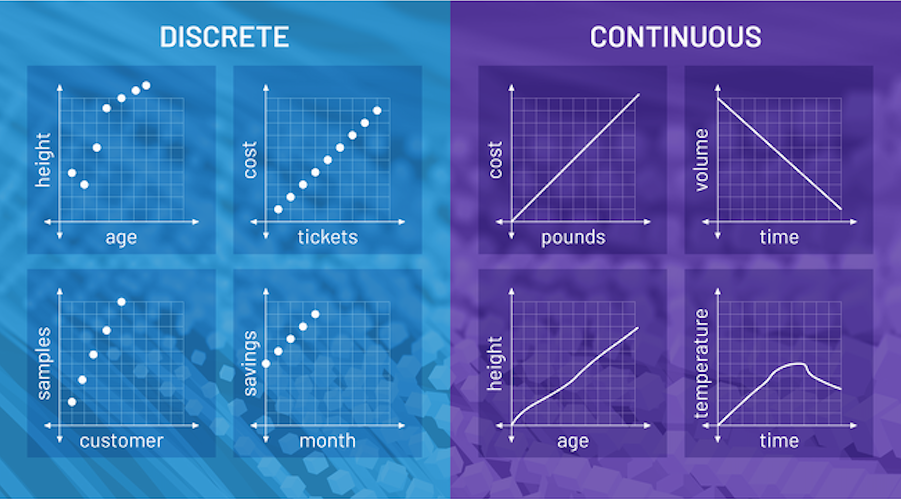 DISCRETE
height
age
cost
tickets
samples
customer
savings
month
CONTINUOUS
cost
pounds
volume
time
height
age
temperature
time